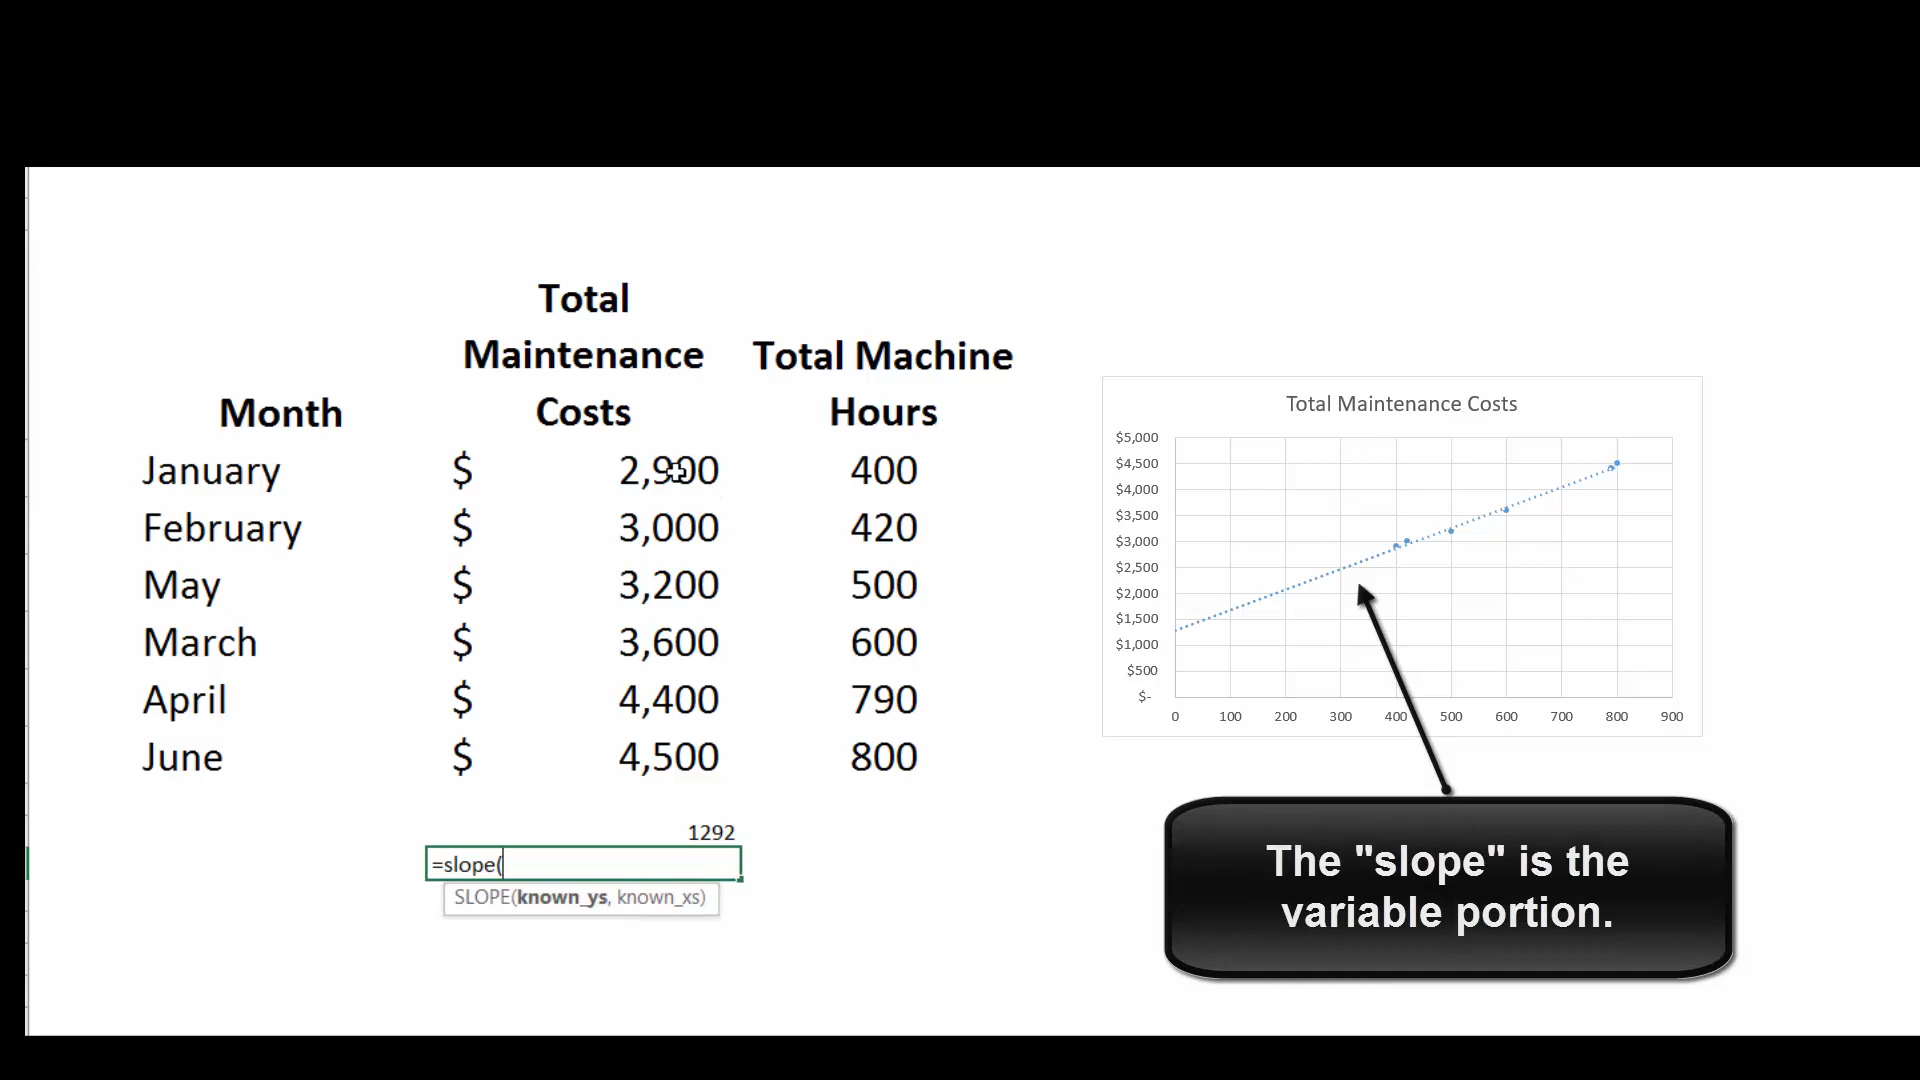 Total
Maintenance
Costs
Total Machine
Hours
Month
January $ 2,900 400
February $ 3,000 420
May $ 3,200 500
March $ 3,600 600
April $ 4,400 790
June $ 4,500 800
1292
=slope(
SLOPE(known_ys, known_xs)
Total Maintenance Costs
$5,000
$4,500
$4,000
$3,500
$3,000
$2,500
$2,000
$1,500
$1,000
$500
$-
0 100 200 300 400 500 600 700 800 900
The "slope" is the
variable portion.